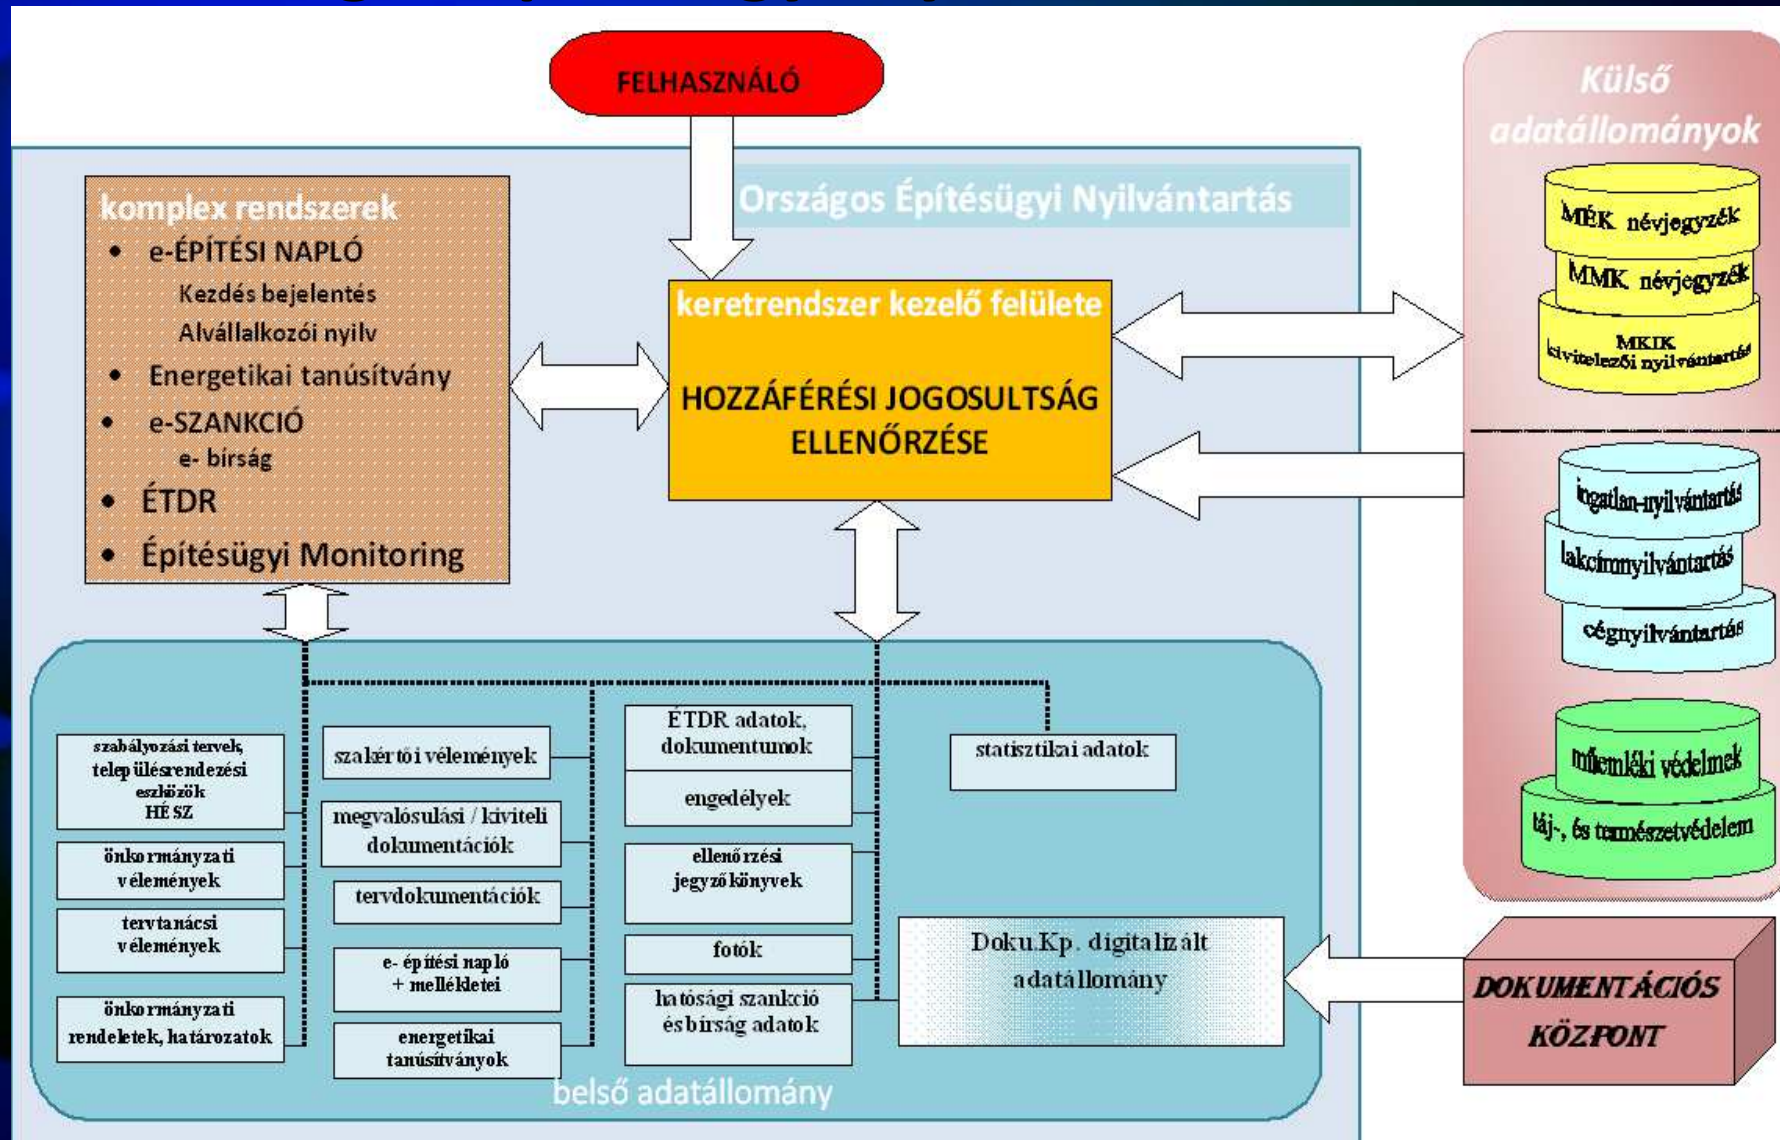 FELHASZNÁLÓ
Országos Építésügyi Nyilvántartás
komplex rendszerek
• e-ÉPÍTÉSI NAPLÓ
Kezdés bejelentés
Alvállalkozói nyilv
• Energetikai tanúsítvány
• e-SZANKCIÓ
e- bírság
• ÉTDR
• Építésügyi Monitoring
keretrendszer kezelő felülete
HOZZÁFÉRÉSI JOGOSULTSÁG
ELLENŐRZÉSE
Külső
adatállományok
MÉK névjegyzék
MMK névjegyzék
MKIK
kivitelezői nyilvántartás
ingatlan-nyilvántartás
lakcímnyilvántartás
cégnyilvántartás
műemléki védelmek
táj-, és természetvédelem
szabályozási tervek,
településrendezési
eszközök
HÉSZ
önkormányzati
vélemények
tervtanácsi
vélemények
önkormányzati
rendeletek, határozatok
szakértői vélemények
megvalósulási / kiviteli
dokumentációk
tervdokumentációk
e- építési napló
+ mellékletei
energetikai
tanúsítványok
ÉTDR adatok,
dokumentumok
engedélyek
ellenőrzési
jegyzőkönyvek
fotók
hatósági szankció
és bírság adatok
statisztikai adatok
Doku.Kp. digitalizált
adatállomány
DOKUMENTÁCIÓS
KÖZPONT
belső adatállomány